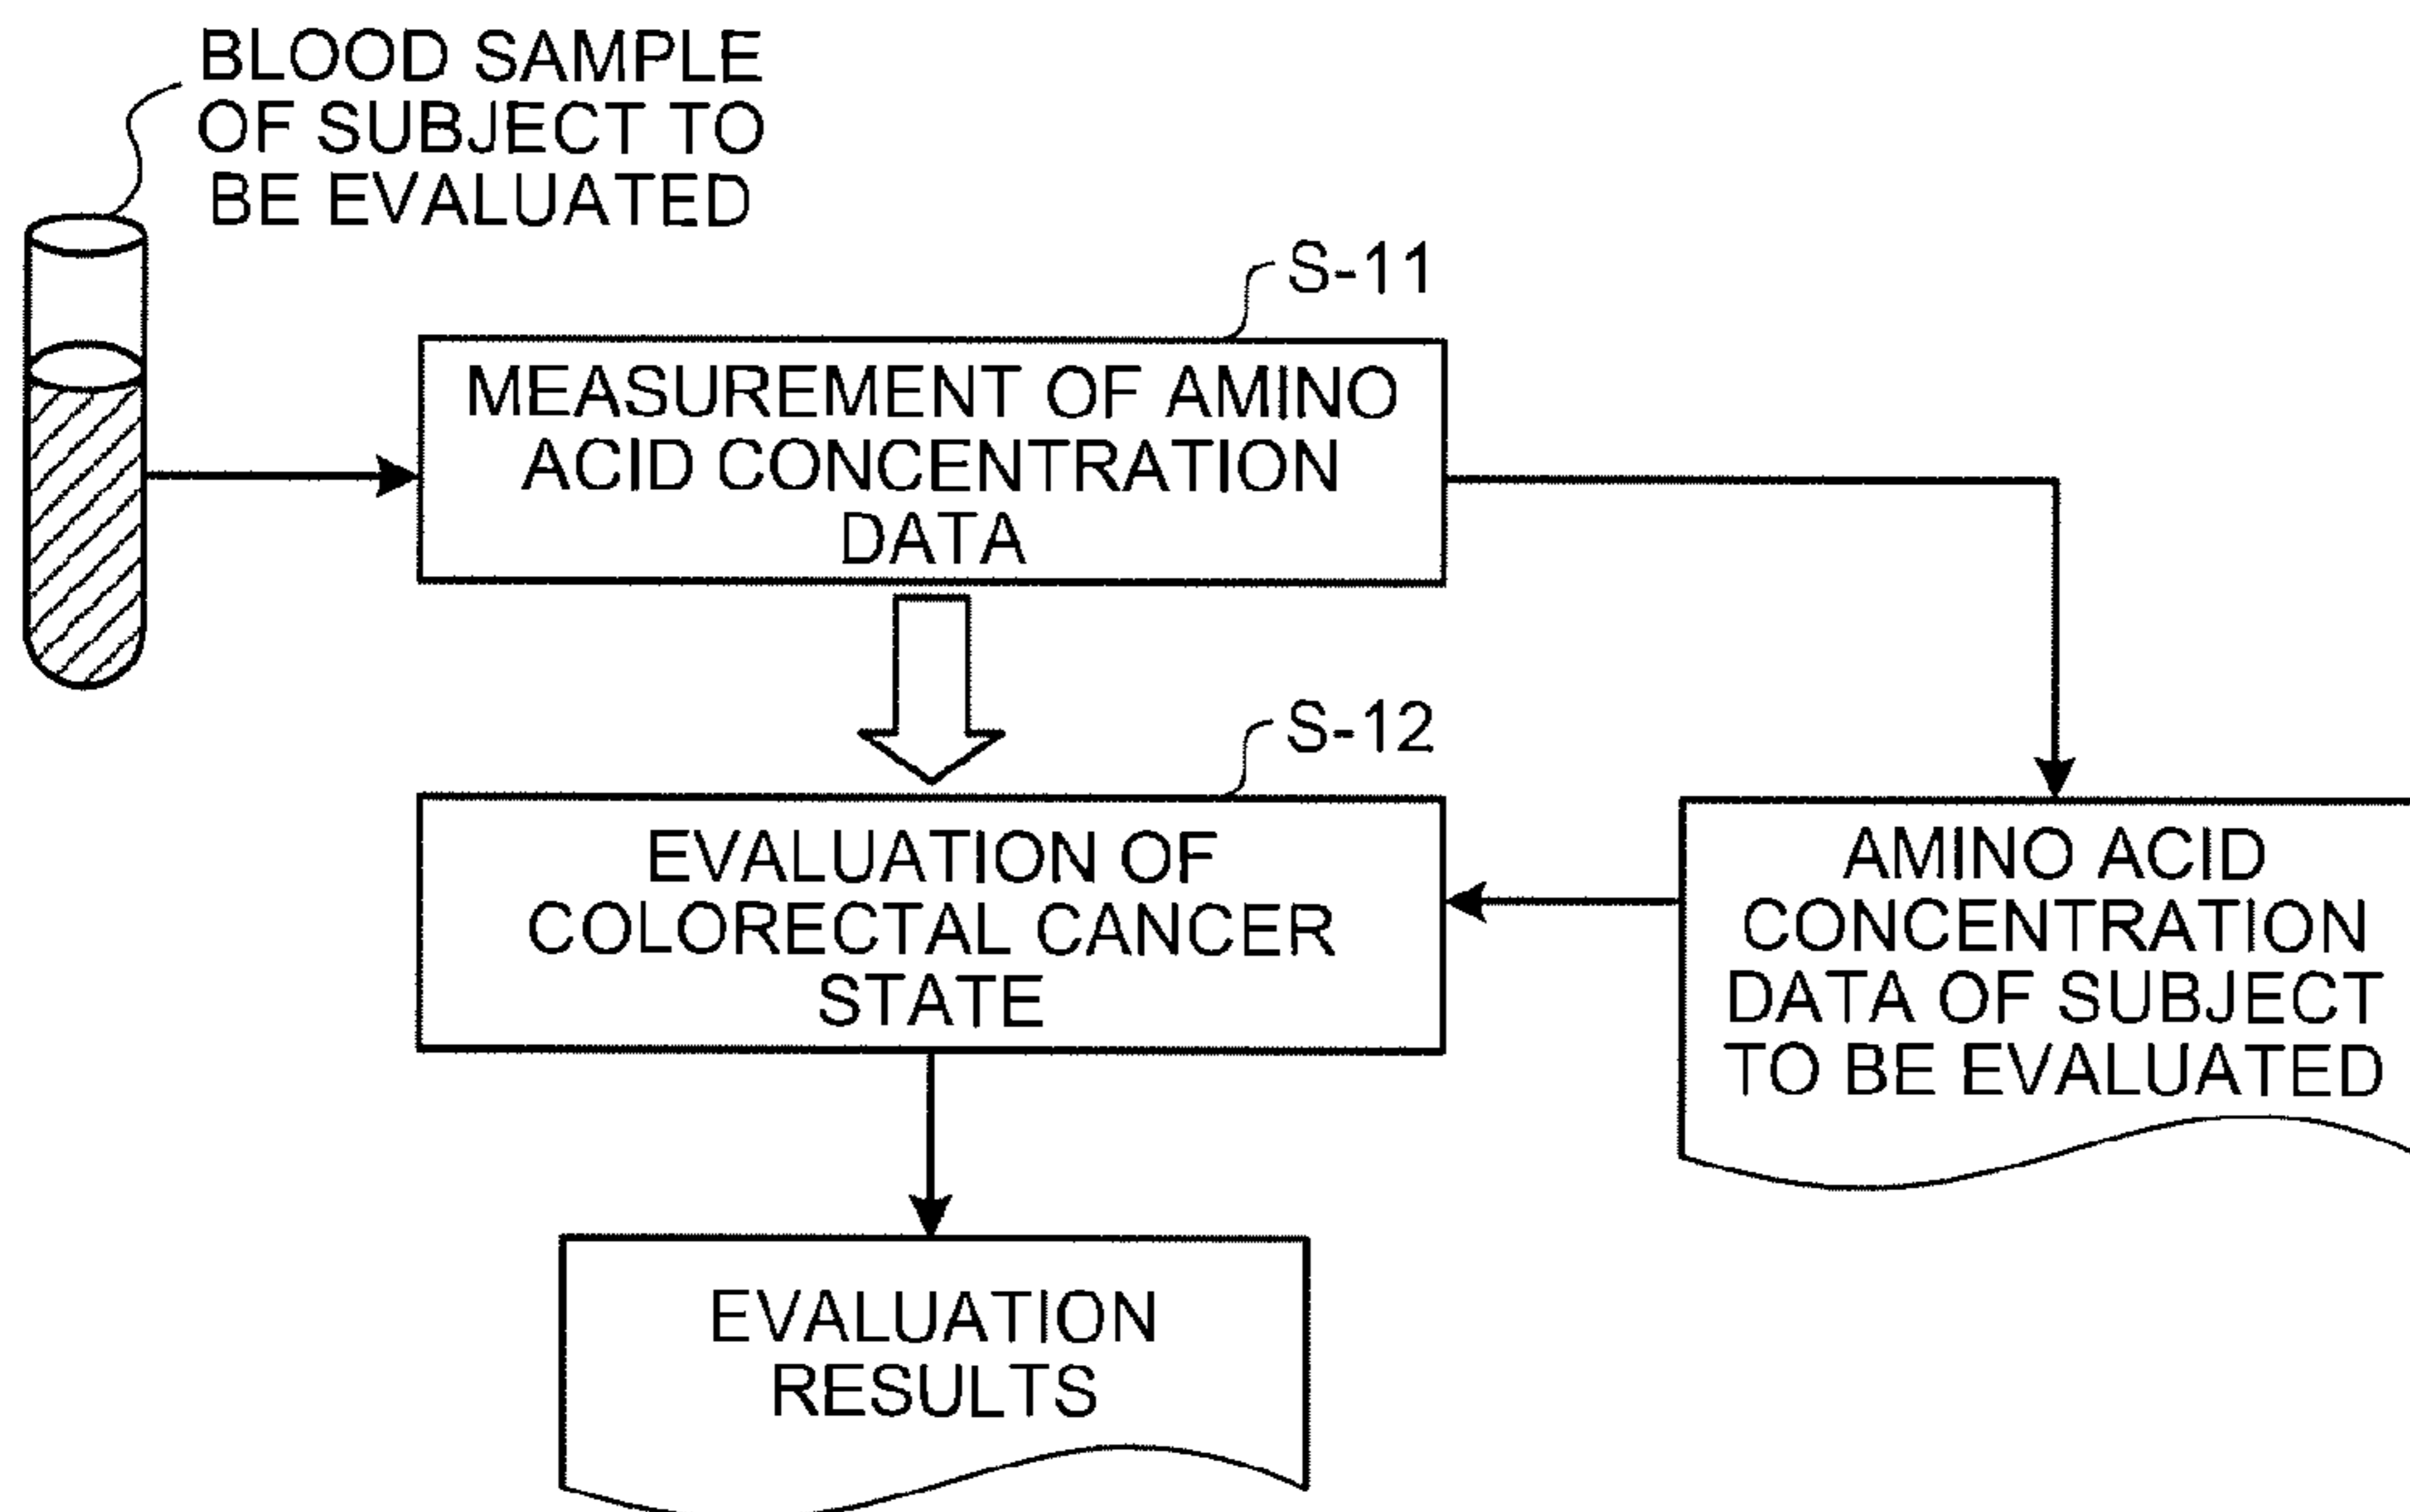 BLOOD SAMPLE
OF SUBJECT TO
BE EVALUATED
S-11
MEASUREMENT OF AMINO
ACID CONCENTRATION
DATA
S-12
EVALUATION OF
COLORECTAL CANCER
STATE
AMINO ACID
CONCENTRATION
DATA OF SUBJECT
TO BE EVALUATED
EVALUATION
RESULTS